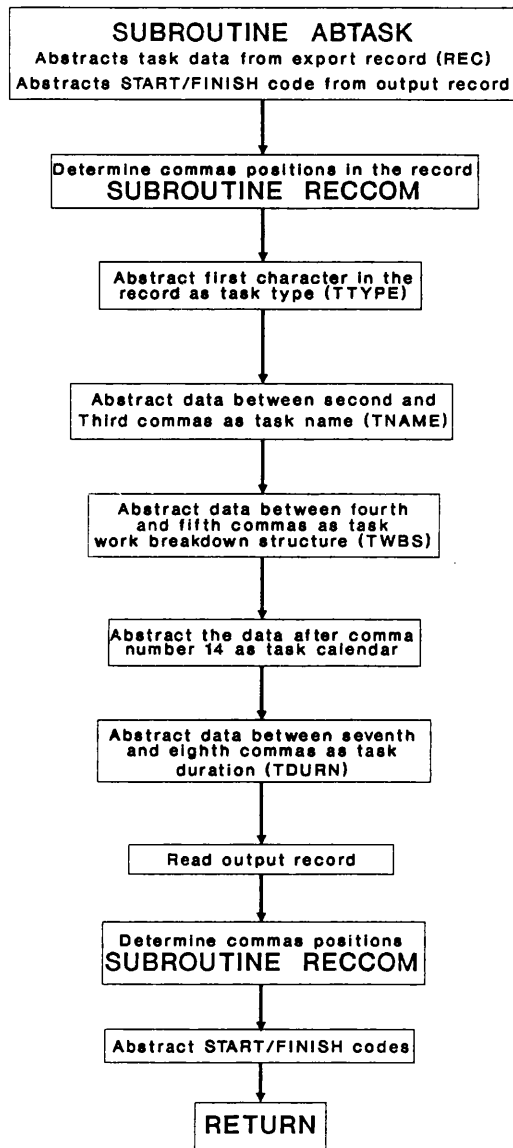 SUBROUTINE ABTASK
Abstracts task data from export record (REC)
Abstracts START/FINISH code from output record
Determine commas positions in the record
SUBROUTINE RECCOM
Abstract first character in the
record as task type (TTYPE)
Abstract data between second and
Third commas as task name (TNAME)
Abstract data between fourth
and fifth commas as task
work breakdown structure (TWBS)
Abstract the data after comma
number 14 as task calendar
Abstract data between seventh
and eighth commas as task
duration (TDURN)
Read output record
Determine commas positions
SUBROUTINE RECCOM
Abstract START/FINISH codes
RETURN